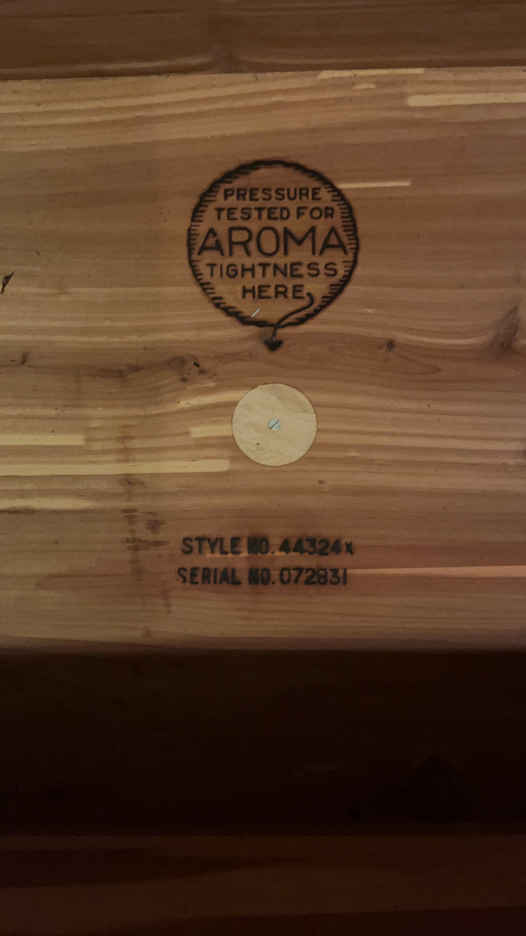 PRESSURE
TESTED FOR
AROMA
TIGHTNESS
HERE
STYLE NO. 44324x
SERIAL NO. 072831